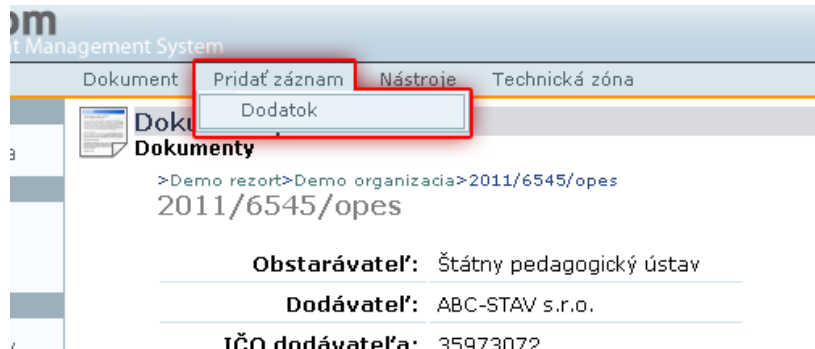 om
t Management System
Dokument Pridať záznam Nástroje Technická zóna
Dodatok
Dokumenty
>Demo rezort>Demo organizacia>2011/6545/opes
2011/6545/opes
Obstarávateľ: Štátny pedagogický ústav
Dodávateľ: ABC-STAV s.r.o.
IČO dodávateľa: 35973072